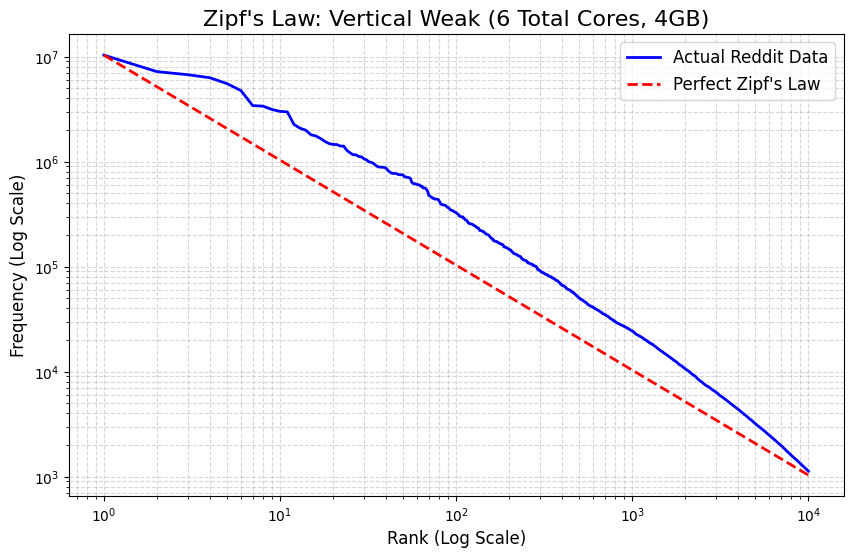 Zipf's Law: Vertical Weak (6 Total Cores, 4GB)
Actual Reddit Data
Perfect Zipf's Law
Frequency (Log Scale)
10⁷
10⁶
10⁵
10⁴
10³
10⁰ 10¹ 10² 10³ 10⁴
Rank (Log Scale)